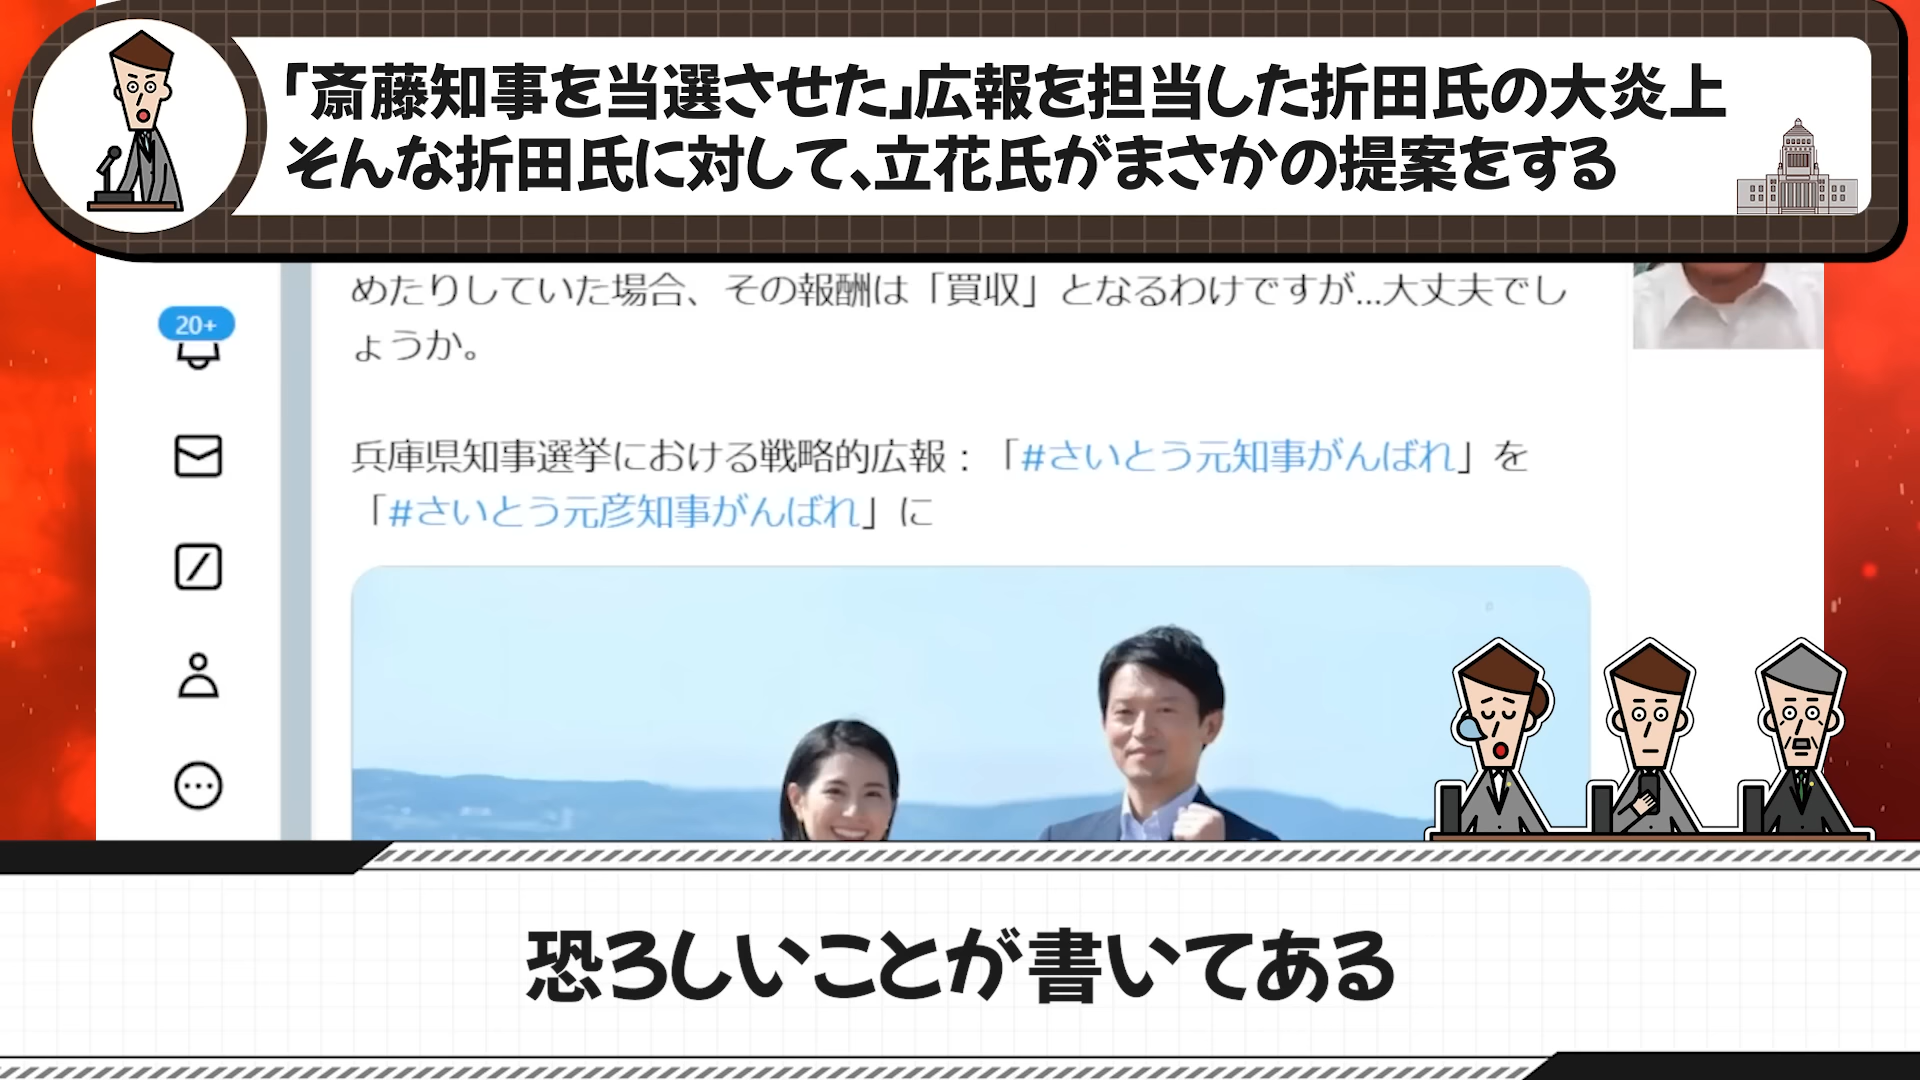 「斎藤知事を当選させた」広報を担当した折田氏の大炎上
そんな折田氏に対して、立花氏がまさかの提案をする
めたりしていた場合、その報酬は「買収」となるわけですが...大丈夫でし
ょうか。
20+
兵庫県知事選挙における戦略的広報：「#さいとう元知事がんばれ」を
「#さいとう元彦知事がんばれ」に
恐ろしいことが書いてある